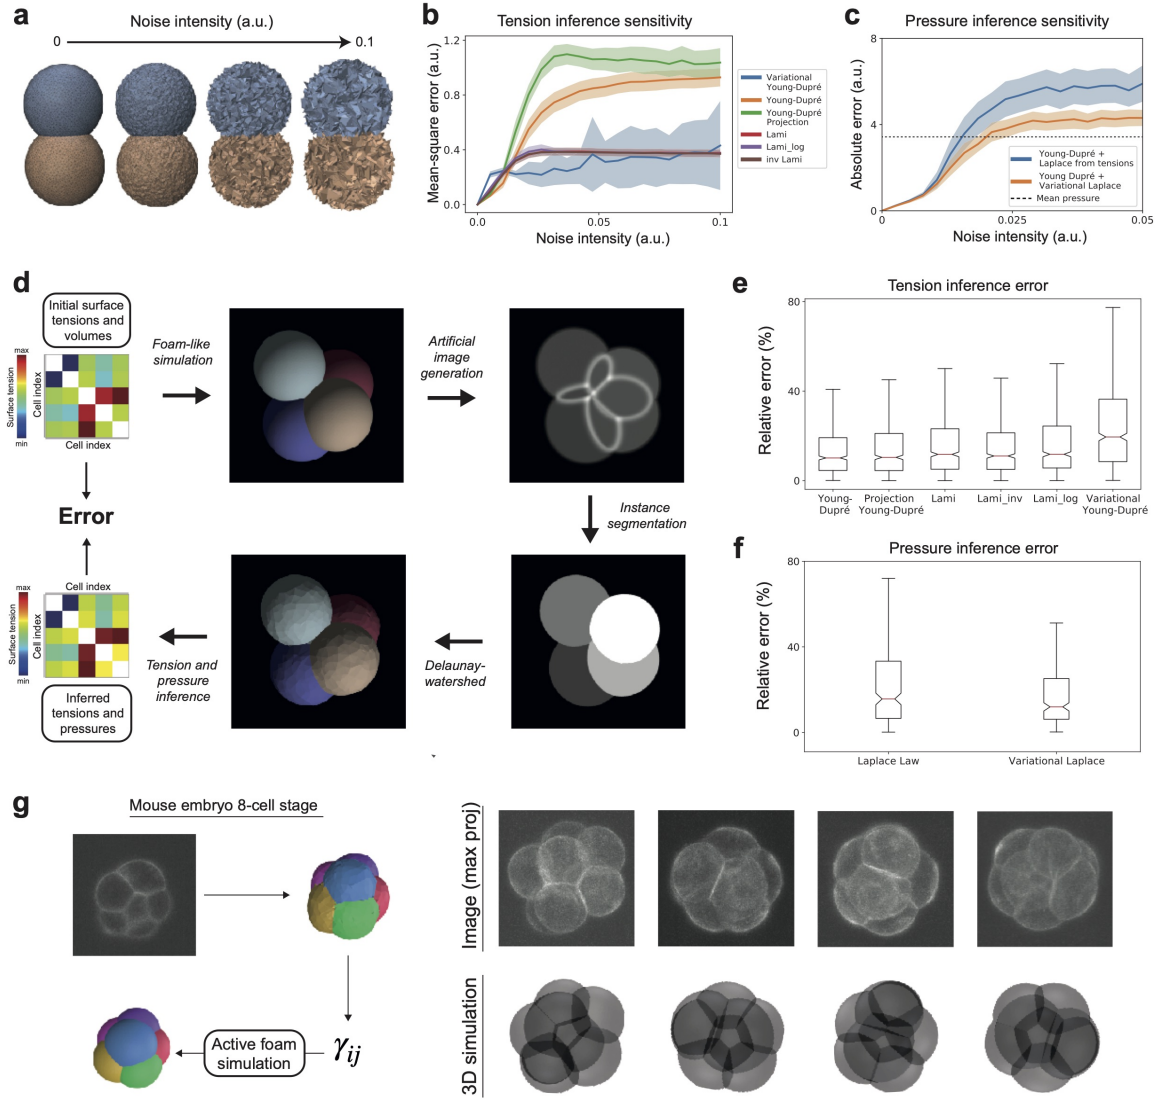 a
Noise intensity (a.u.)
0
0.1
b
Tension inference sensitivity
Mean-square error (a.u.)
1.2
0.8
0.4
0.0
0.0
0.05
0.1
Noise intensity (a.u.)
Variational
Young-Dupré
Young-Dupré
Young-Dupré
Projection
Lami
Lami_log
inv Lami
c
Pressure inference sensitivity
Absolute error (a.u.)
8
4
0
0
0.025
0.05
Noise intensity (a.u.)
Young-Dupré +
Laplace from tensions
Young Dupré +
Variational Laplace
Mean pressure
d
Initial surface
tensions and
volumes
max
Surface tension
min
Cell index
Cell index
Foam-like
simulation
Artificial
image
generation
Instance
segmentation
Delaunay-
watershed
Tension and
pressure
inference
Error
Cell index
max
Surface tension
min
Cell index
Inferred
tensions and
pressures
e
Tension inference error
Relative error (%)
80
40
0
Young-
Dupré
Projection
Young-Dupré
Lami
Lami_inv
Lami_log
Variational
Young-Dupré
f
Pressure inference error
Relative error (%)
80
40
0
Laplace Law
Variational Laplace
g
Mouse embryo 8-cell stage
γij
Active foam
simulation
Image (max proj)
3D simulation